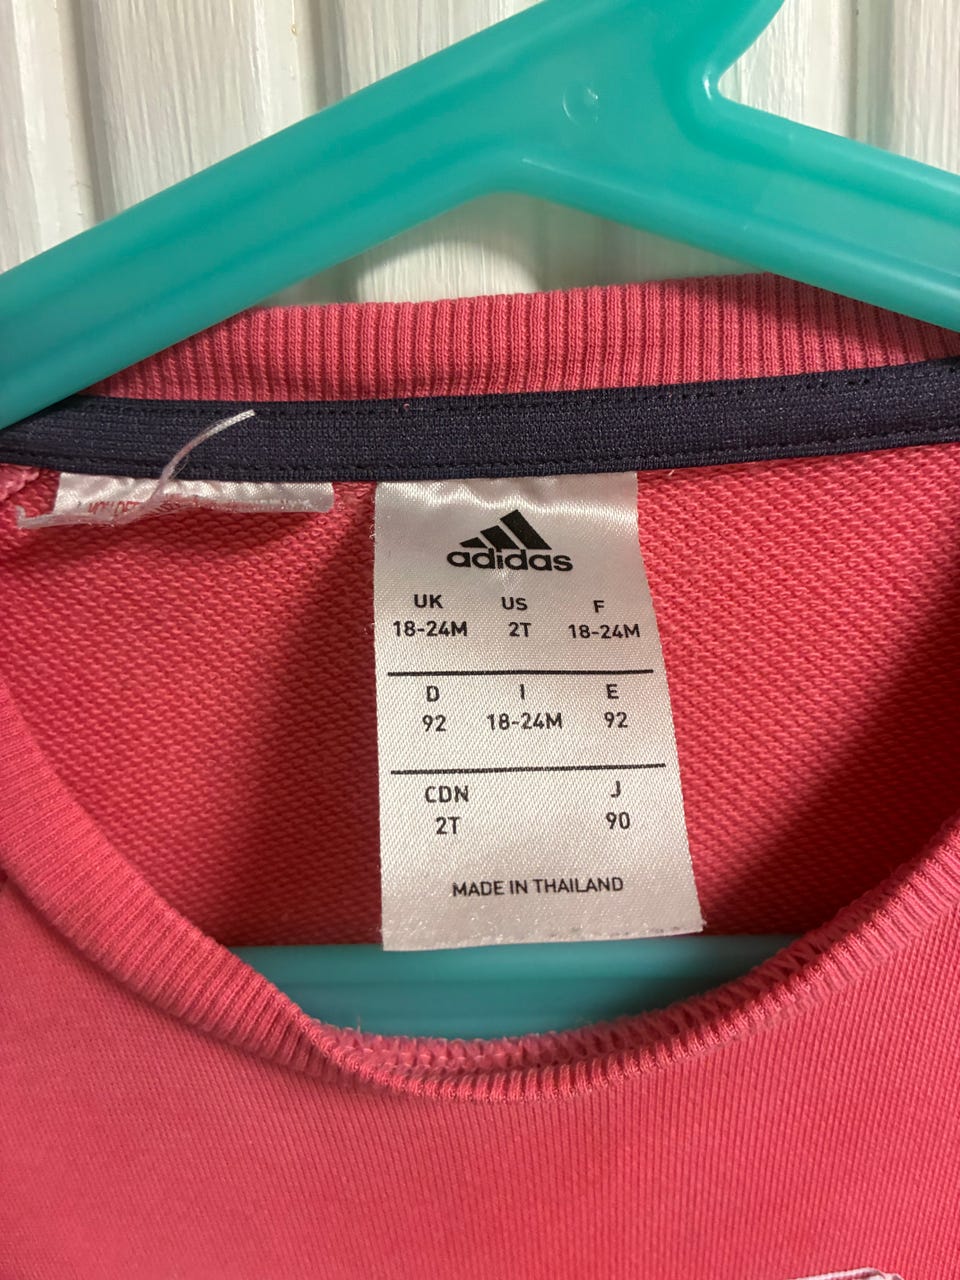 adidas
UK US F
18-24M 2T 18-24M
D I E
92 18-24M 92
CDN J
2T 90
MADE IN THAILAND